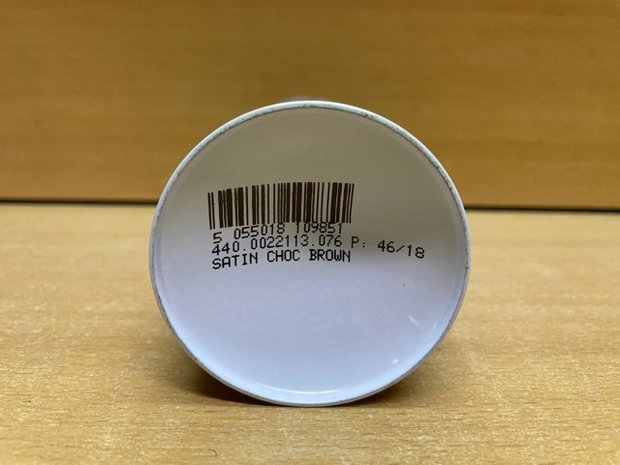 5 055018 109851
440.0022113.076 P: 46/18
SATIN CHOC BROWN